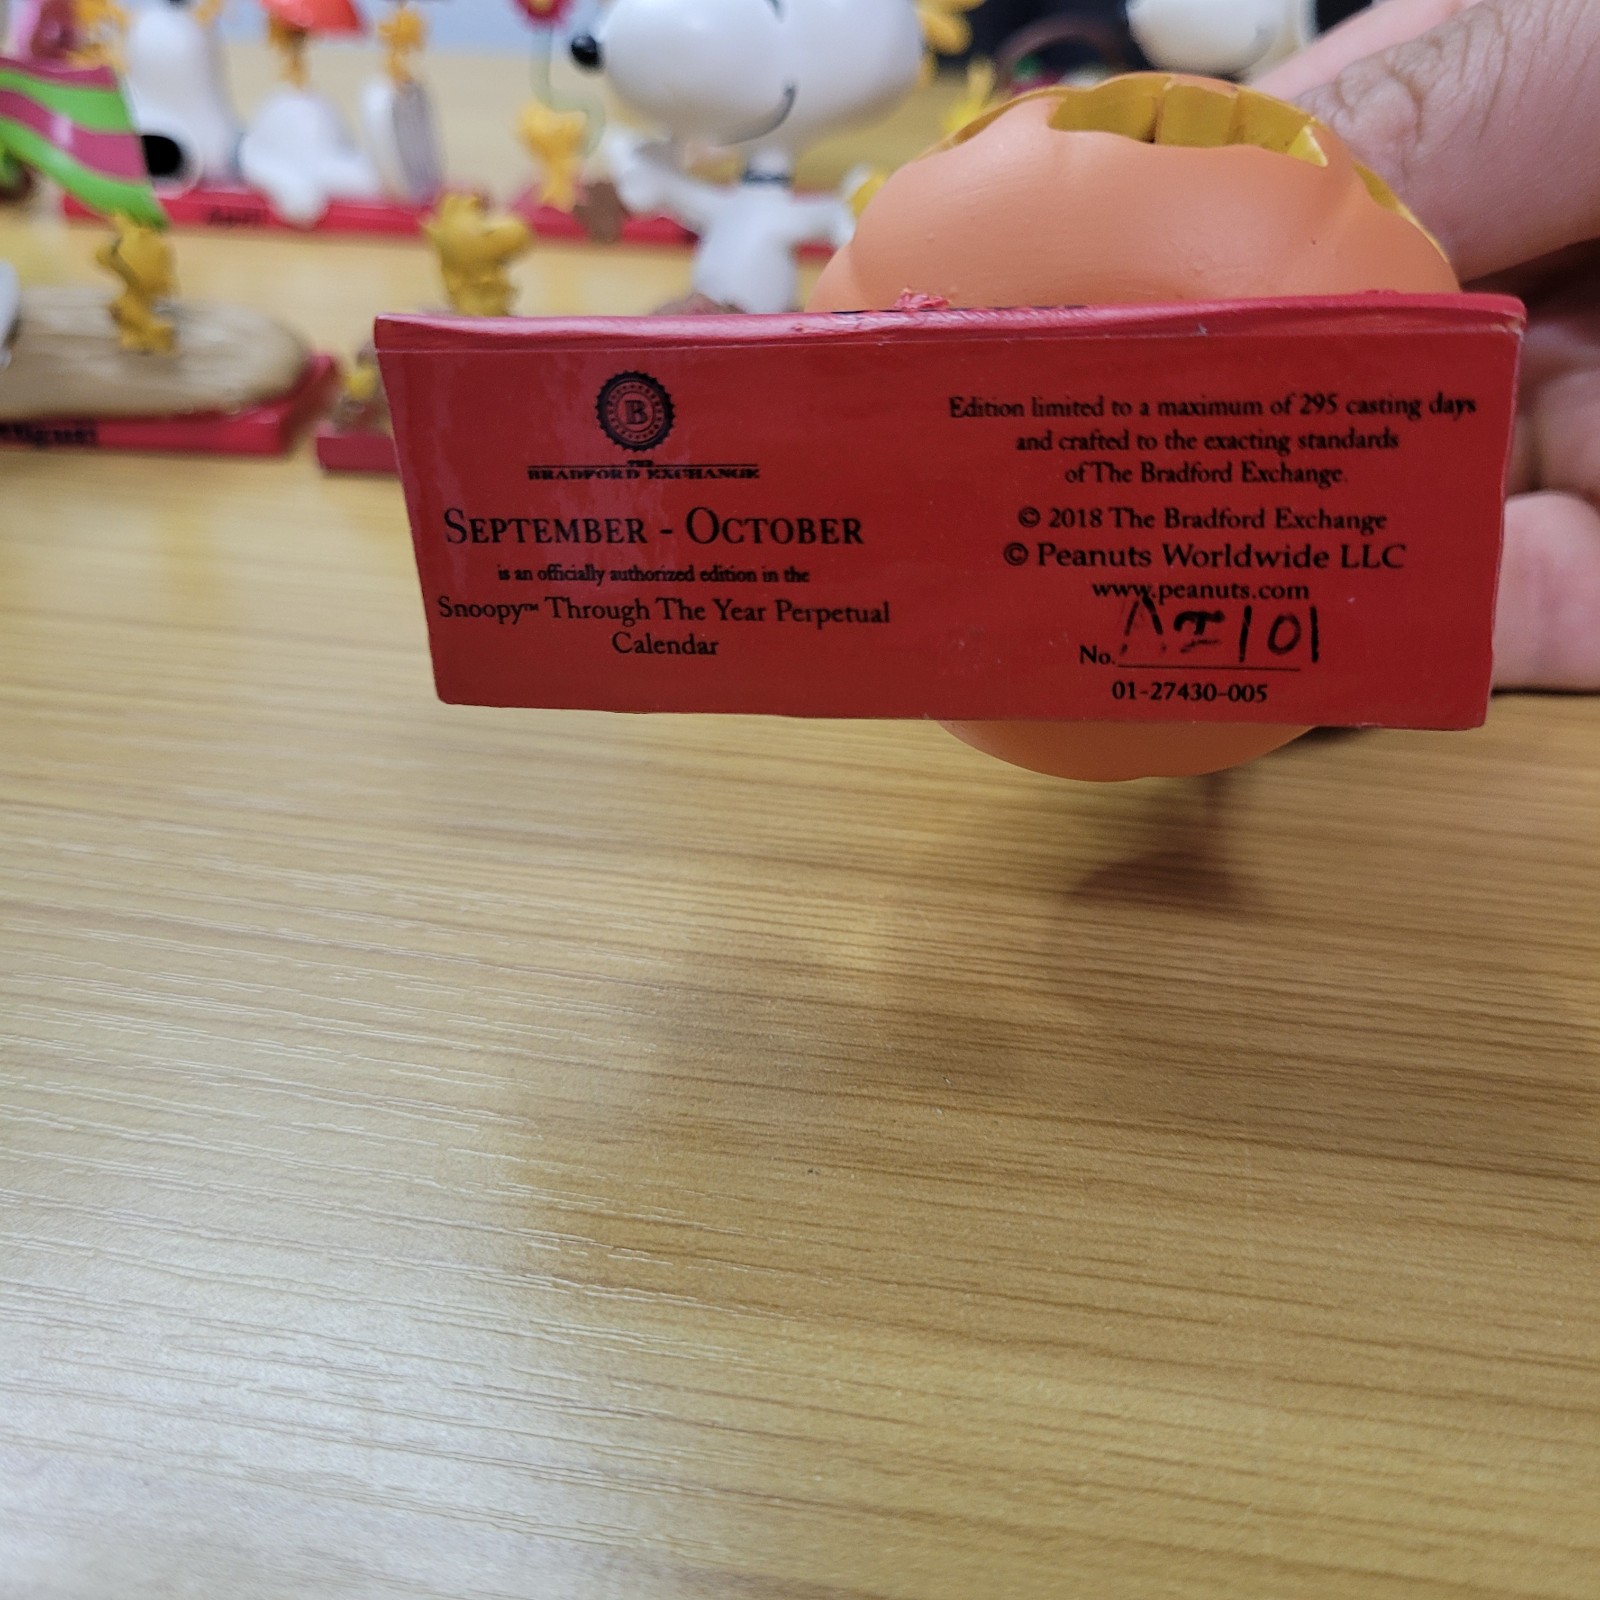 April
B
THE
BRADFORD EXCHANGE
SEPTEMBER - OCTOBER
is an officially authorized edition in the
Snoopy™ Through The Year Perpetual
Calendar
Edition limited to a maximum of 295 casting days
and crafted to the exacting standards
of The Bradford Exchange.
© 2018 The Bradford Exchange
© Peanuts Worldwide LLC
www.peanuts.com
No. AI101
01-27430-005